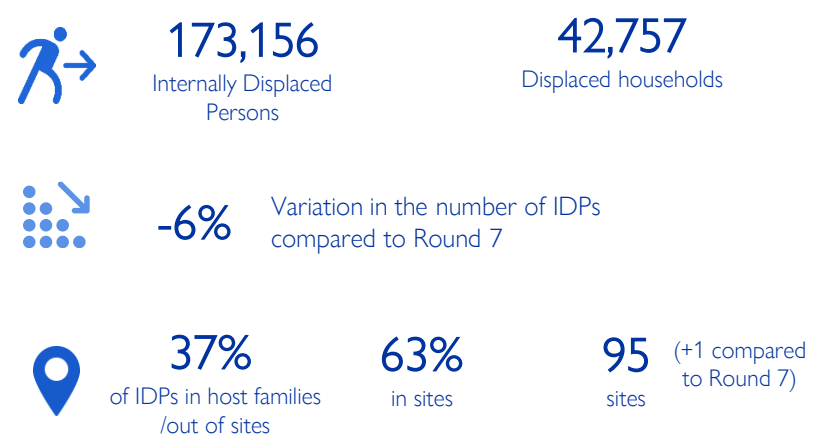 173,156
Internally Displaced
Persons
42,757
Displaced households
-6%
Variation in the number of IDPs
compared to Round 7
37%
of IDPs in host families
/out of sites
63%
in sites
95
sites
(+1 compared
to Round 7)